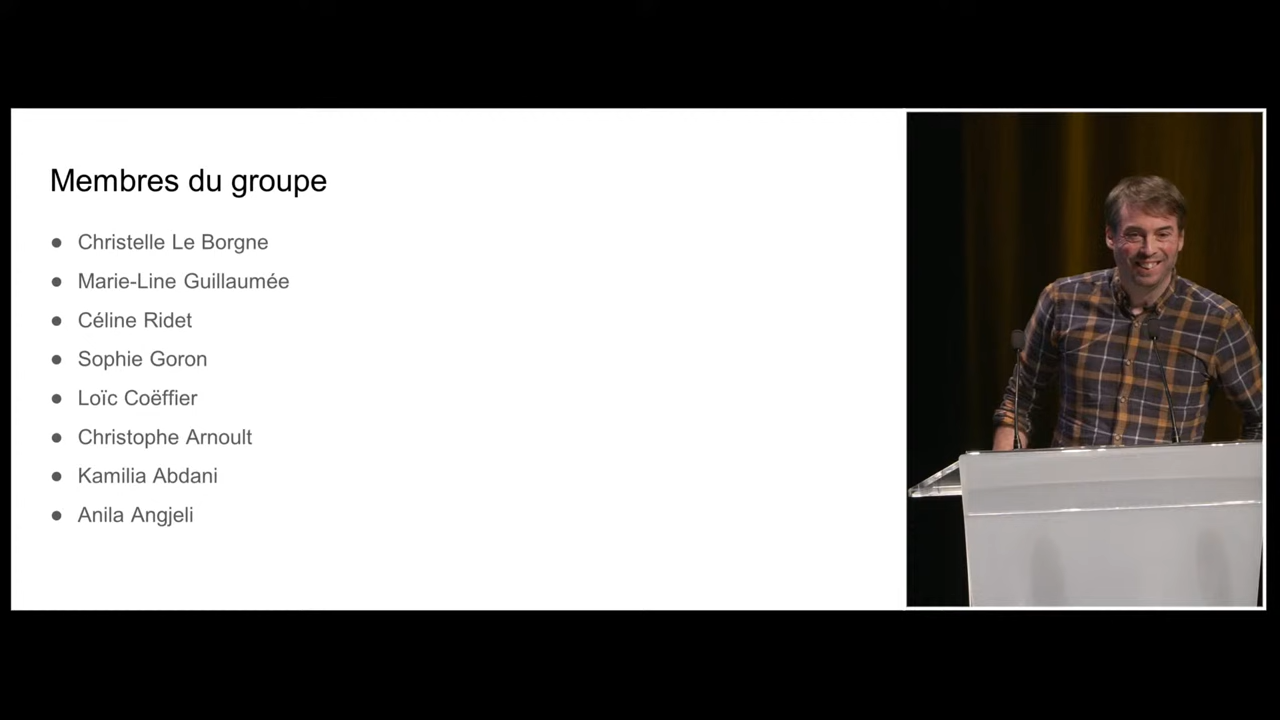 Membres du groupe
● Christelle Le Borgne
● Marie-Line Guillaumée
● Céline Ridet
● Sophie Goron
● Loïc Coëffier
● Christophe Arnoult
● Kamilia Abdani
● Anila Angjeli